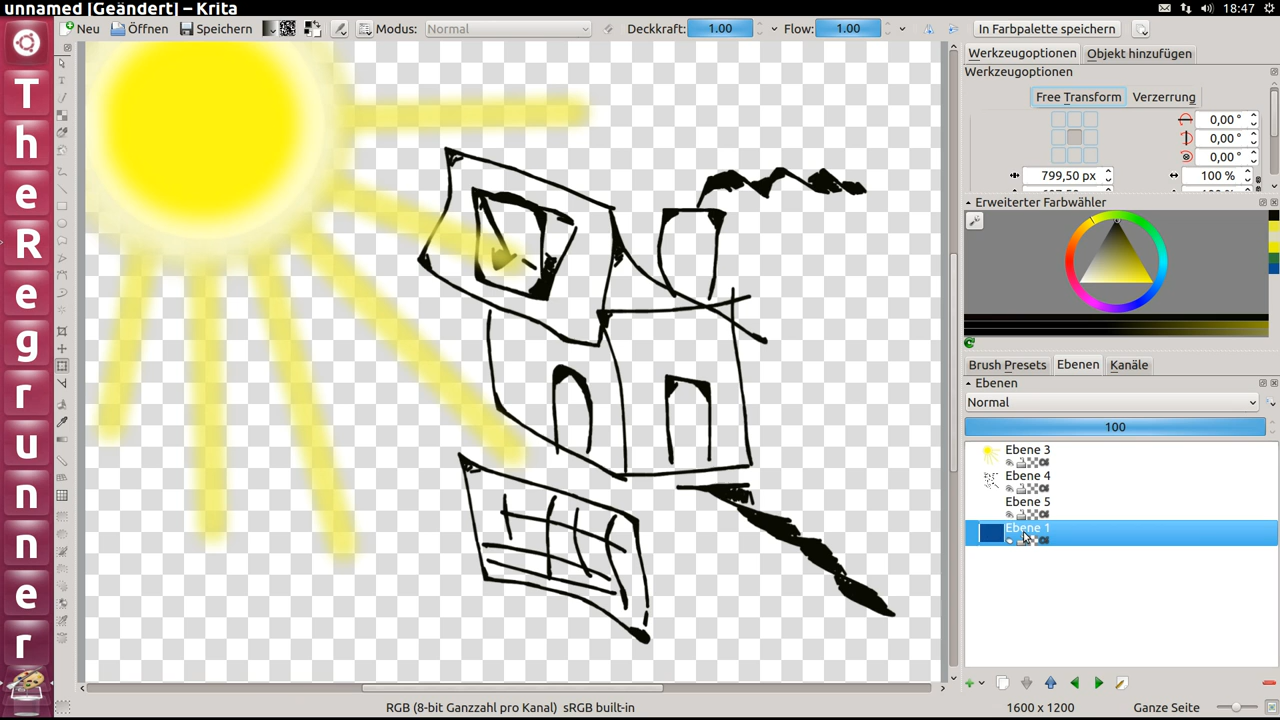 unnamed [Geändert] – Krita
18:47
Neu Öffnen Speichern Modus: Normal Deckkraft: 1.00 Flow: 1.00 In Farbpalette speichern
Werkzeugoptionen Objekt hinzufügen
Werkzeugoptionen
Free Transform Verzerrung
0,00°
0,00°
0,00°
799,50 px 100 %
Erweiterter Farbwähler
Brush Presets Ebenen Kanäle
Ebenen
Normal
100
Ebene 3
Ebene 4
Ebene 5
Ebene 1
T
h
e
R
e
g
r
u
n
n
e
r
RGB (8-bit Ganzzahl pro Kanal) sRGB built-in 1600 x 1200 Ganze Seite